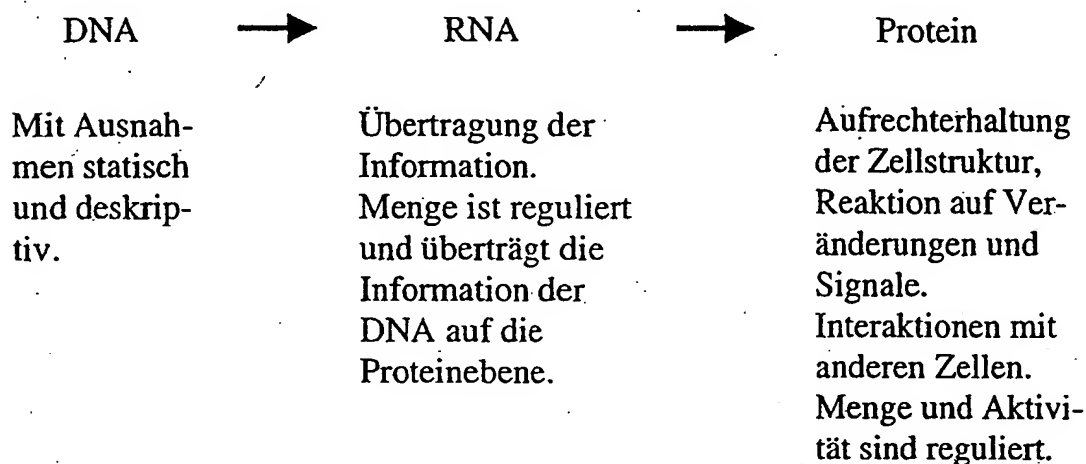 DNA → RNA → Protein
Mit Ausnah-
men statisch
und deskrip-
tiv.
Übertragung der
Information.
Menge ist reguliert
und überträgt die
Information der
DNA auf die
Proteinebene.
Aufrechterhaltung
der Zellstruktur,
Reaktion auf Ver-
änderungen und
Signale.
Interaktionen mit
anderen Zellen.
Menge und Aktivi-
tät sind reguliert.